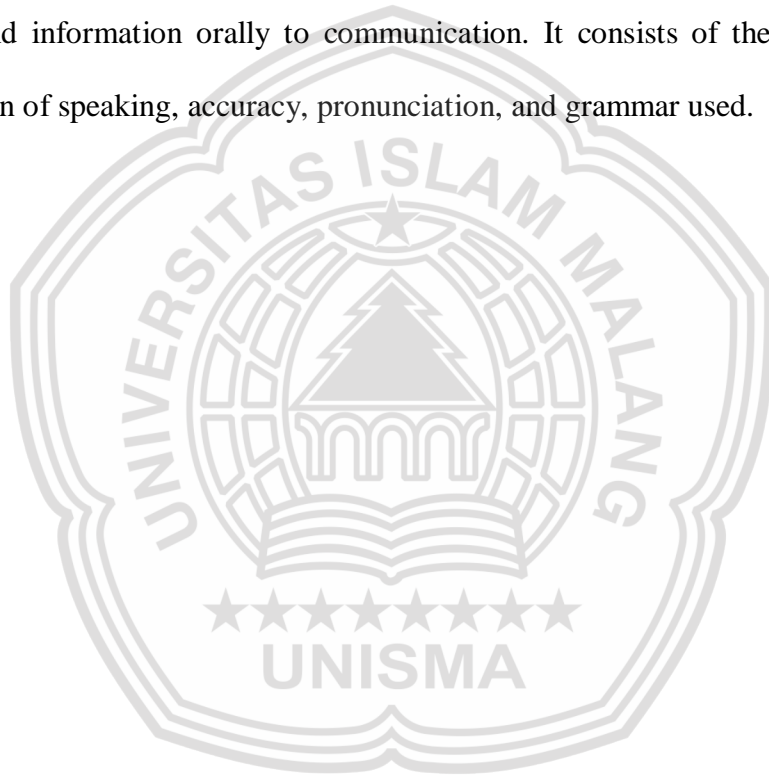 d information orally to communication. It consists of the
n of speaking, accuracy, pronunciation, and grammar used.
UNIVERSITAS ISLAM MALANG
UNISMA